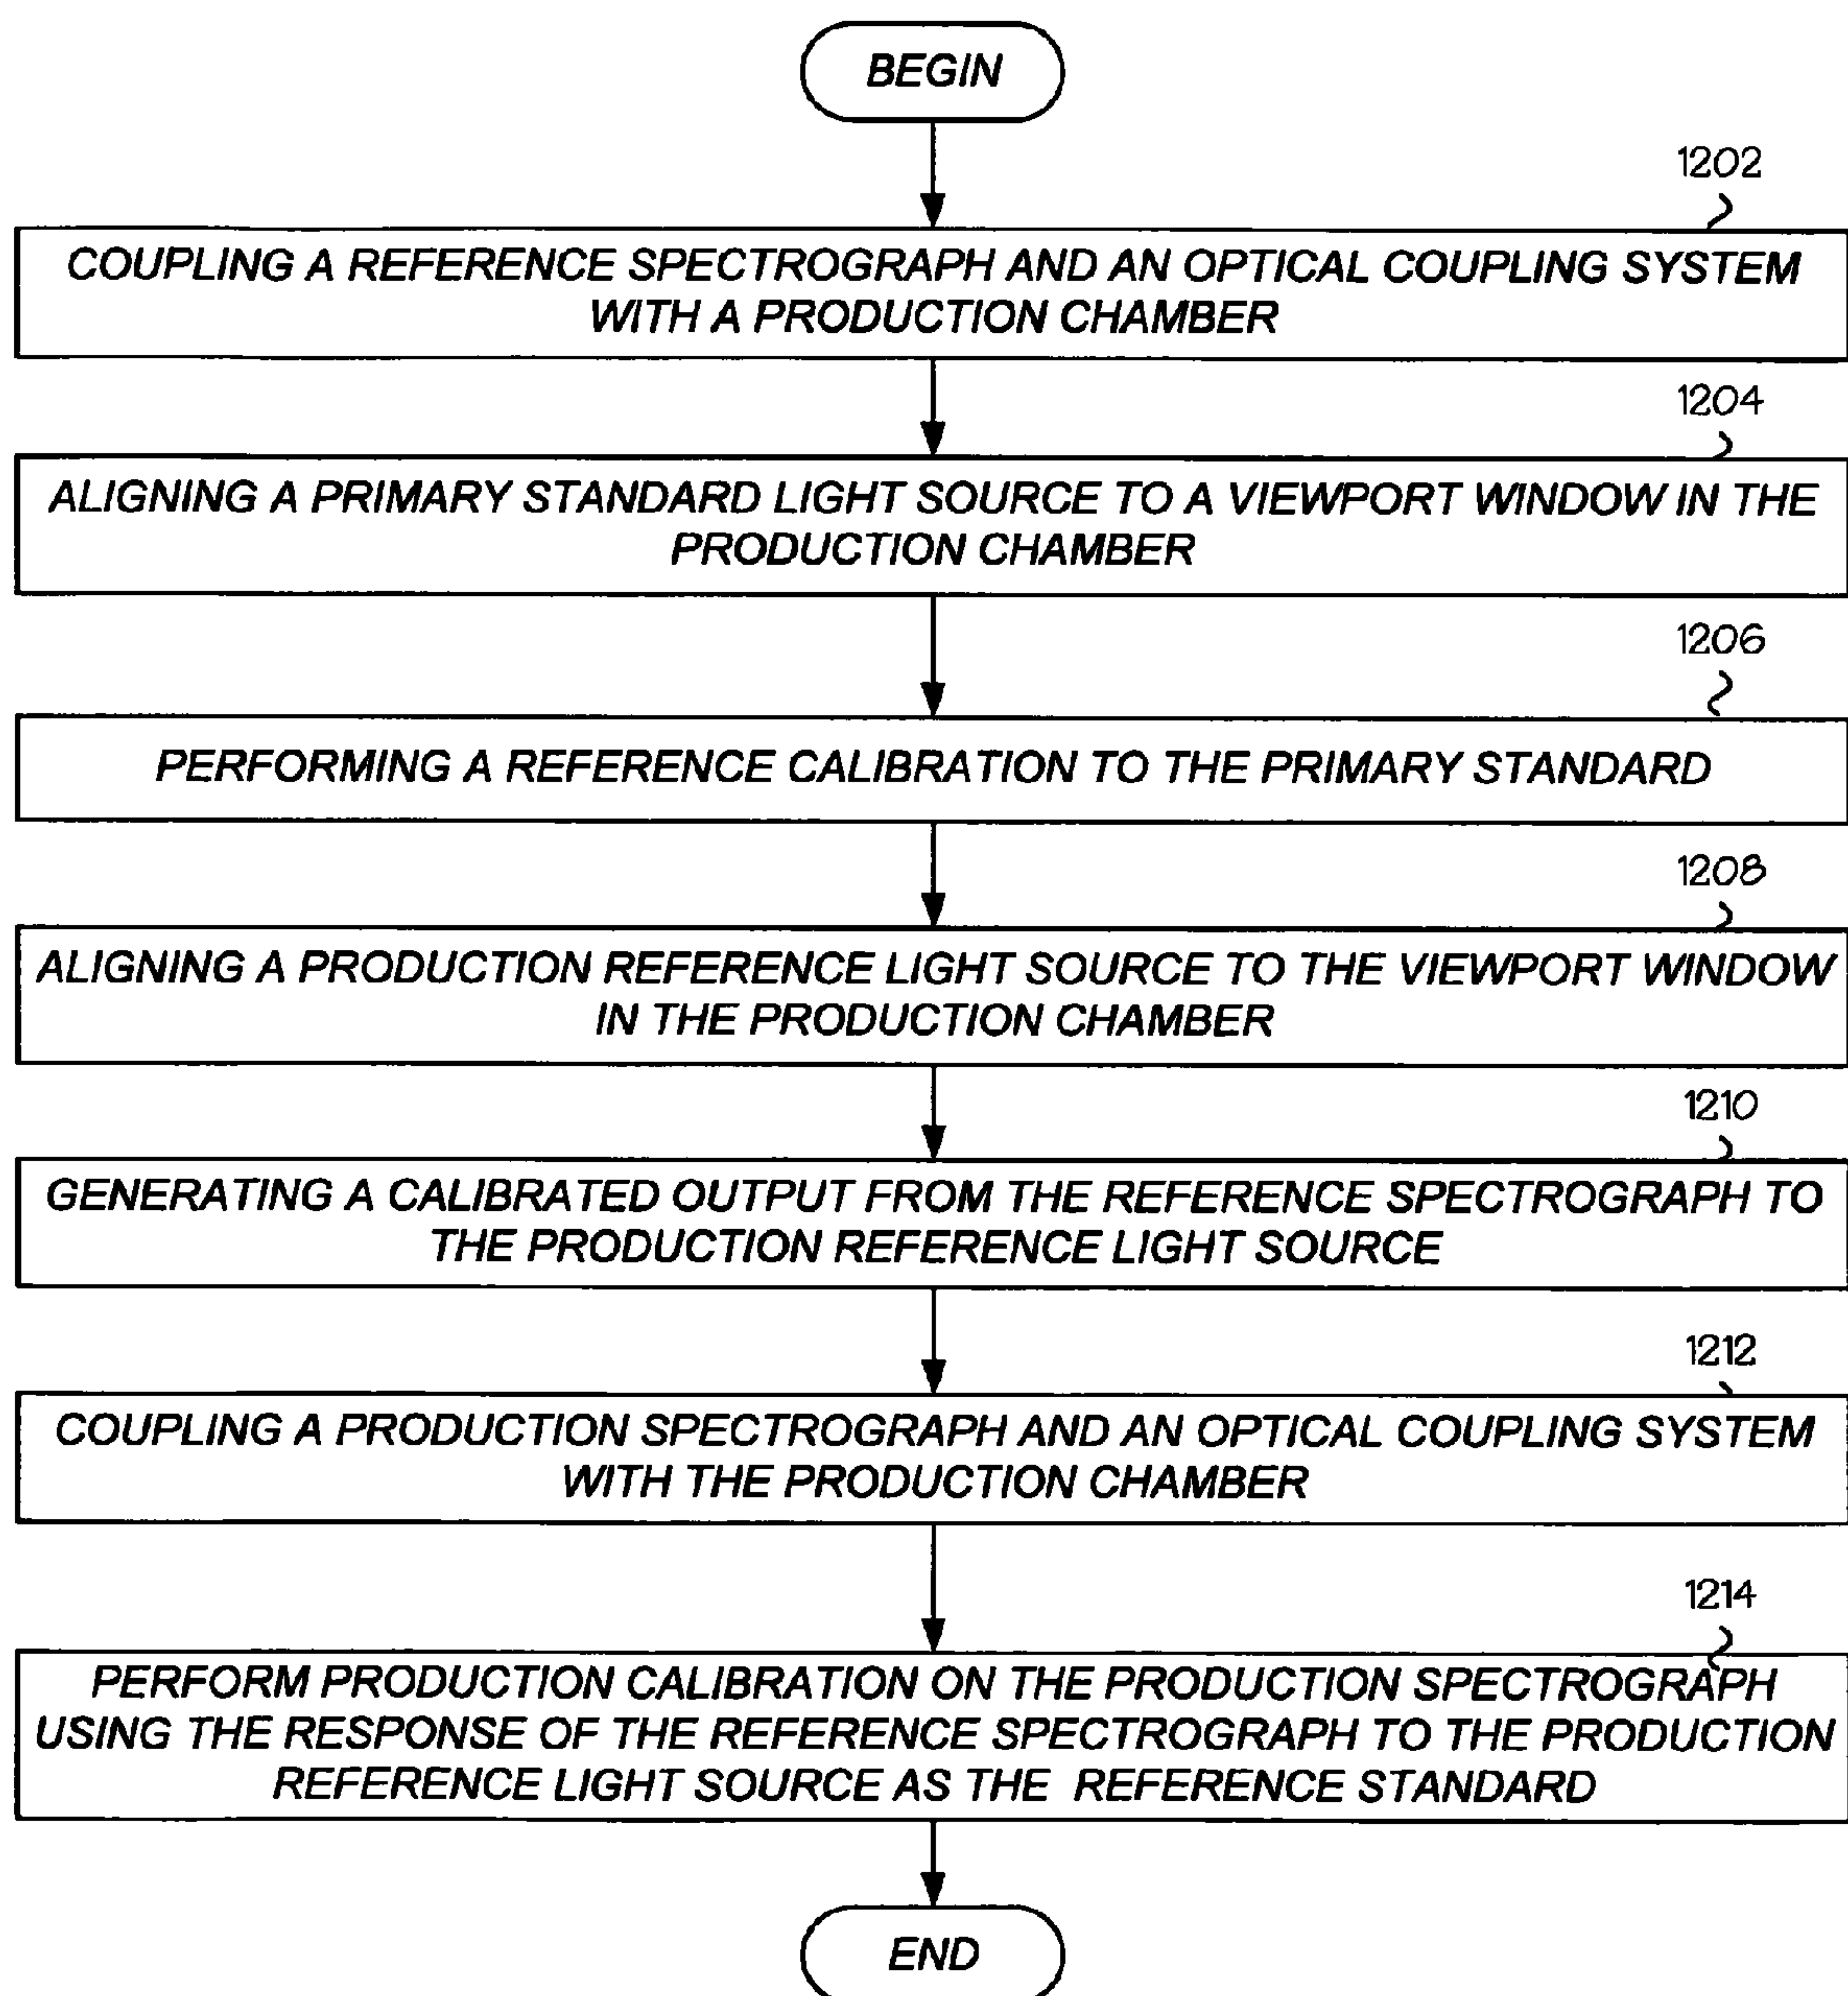 BEGIN
1202
COUPLING A REFERENCE SPECTROGRAPH AND AN OPTICAL COUPLING SYSTEM
WITH A PRODUCTION CHAMBER
1204
ALIGNING A PRIMARY STANDARD LIGHT SOURCE TO A VIEWPORT WINDOW IN THE
PRODUCTION CHAMBER
1206
PERFORMING A REFERENCE CALIBRATION TO THE PRIMARY STANDARD
1208
ALIGNING A PRODUCTION REFERENCE LIGHT SOURCE TO THE VIEWPORT WINDOW
IN THE PRODUCTION CHAMBER
1210
GENERATING A CALIBRATED OUTPUT FROM THE REFERENCE SPECTROGRAPH TO
THE PRODUCTION REFERENCE LIGHT SOURCE
1212
COUPLING A PRODUCTION SPECTROGRAPH AND AN OPTICAL COUPLING SYSTEM
WITH THE PRODUCTION CHAMBER
1214
PERFORM PRODUCTION CALIBRATION ON THE PRODUCTION SPECTROGRAPH
USING THE RESPONSE OF THE REFERENCE SPECTROGRAPH TO THE PRODUCTION
REFERENCE LIGHT SOURCE AS THE REFERENCE STANDARD
END